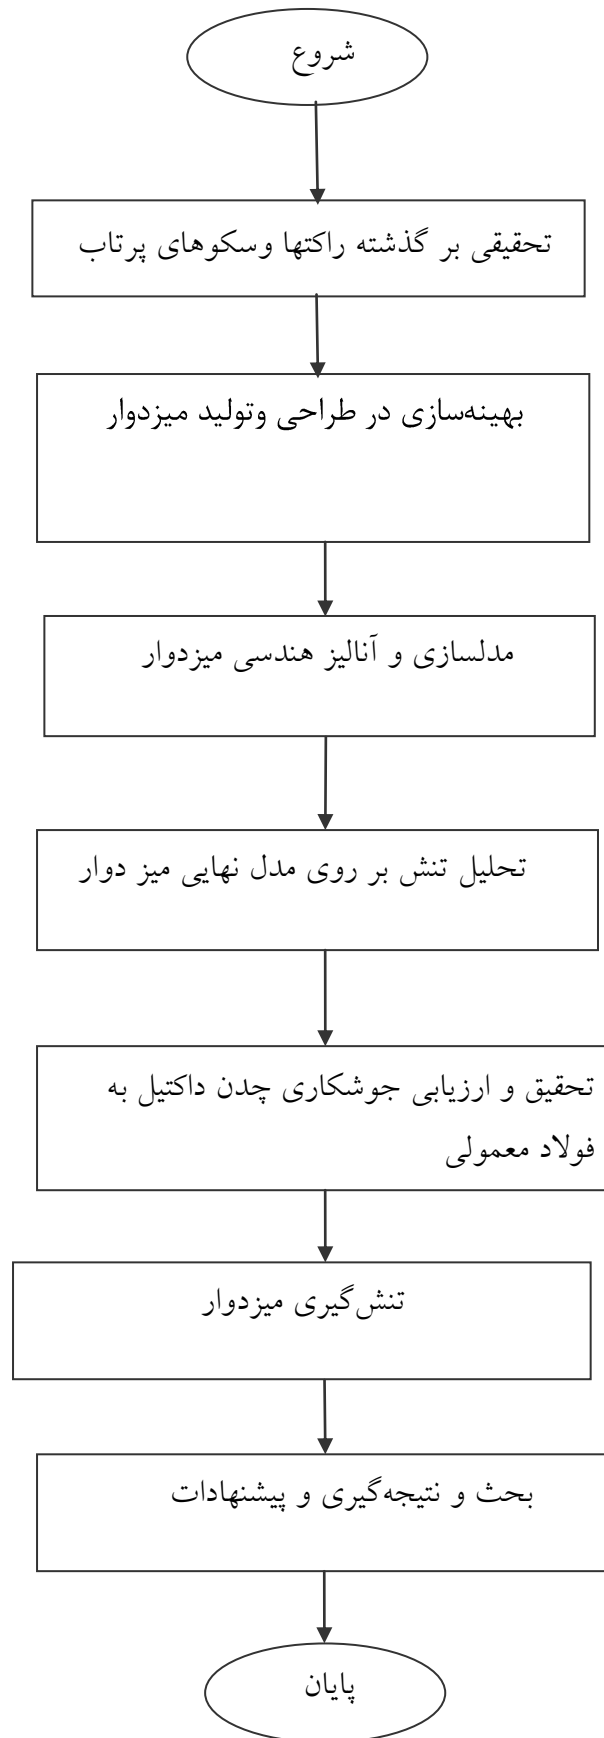 شروع
تحقیقی بر گذشته راکتها وسکوهای پرتاب
بهینه‌سازی در طراحی وتولید میزدوار
مدلسازی و آنالیز هندسی میزدوار
تحلیل تنش بر روی مدل نهایی میز دوار
تحقیق و ارزیابی جوشکاری چدن داکتیل به
فولاد معمولی
تنش‌گیری میزدوار
بحث و نتیجه‌گیری و پیشنهادات
پایان